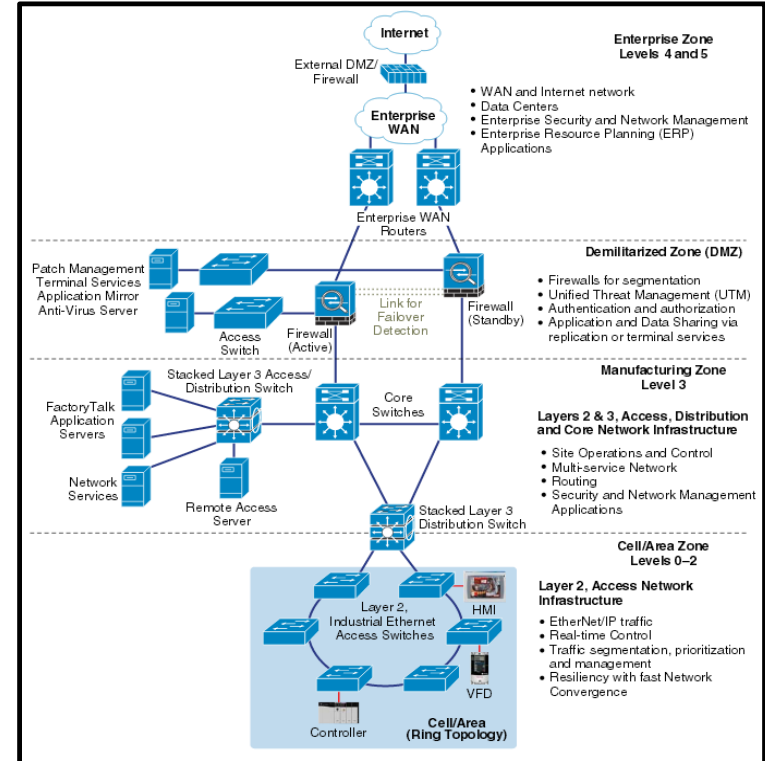 Internet
Enterprise Zone
Levels 4 and 5
External DMZ/
Firewall
• WAN and Internet network
• Data Centers
• Enterprise Security and Network Management
• Enterprise Resource Planning (ERP)
Applications
Enterprise
WAN
Enterprise WAN
Routers
Demilitarized Zone (DMZ)
Patch Management
Terminal Services
Application Mirror
Anti-Virus Server
• Firewalls for segmentation
• Unified Threat Management (UTM)
• Authentication and authorization
• Application and Data Sharing via
replication or terminal services
Link for
Failover
Detection
Firewall
(Standby)
Firewall
(Active)
Access
Switch
Manufacturing Zone
Level 3
Stacked Layer 3 Access/
Distribution Switch
Core
Switches
FactoryTalk
Application
Servers
Layers 2 & 3, Access, Distribution
and Core Network Infrastructure
• Site Operations and Control
• Multi-service Network
• Routing
• Security and Network Management
Applications
Network
Services
Remote Access
Server
Stacked Layer 3
Distribution Switch
Cell/Area Zone
Levels 0–2
Layer 2, Access Network
Infrastructure
• EtherNet/IP traffic
• Real-time Control
• Traffic segmentation, prioritization
and management
• Resiliency with fast Network
Convergence
Layer 2,
Industrial Ethernet
Access Switches
HMI
VFD
Controller
Cell/Area
(Ring Topology)